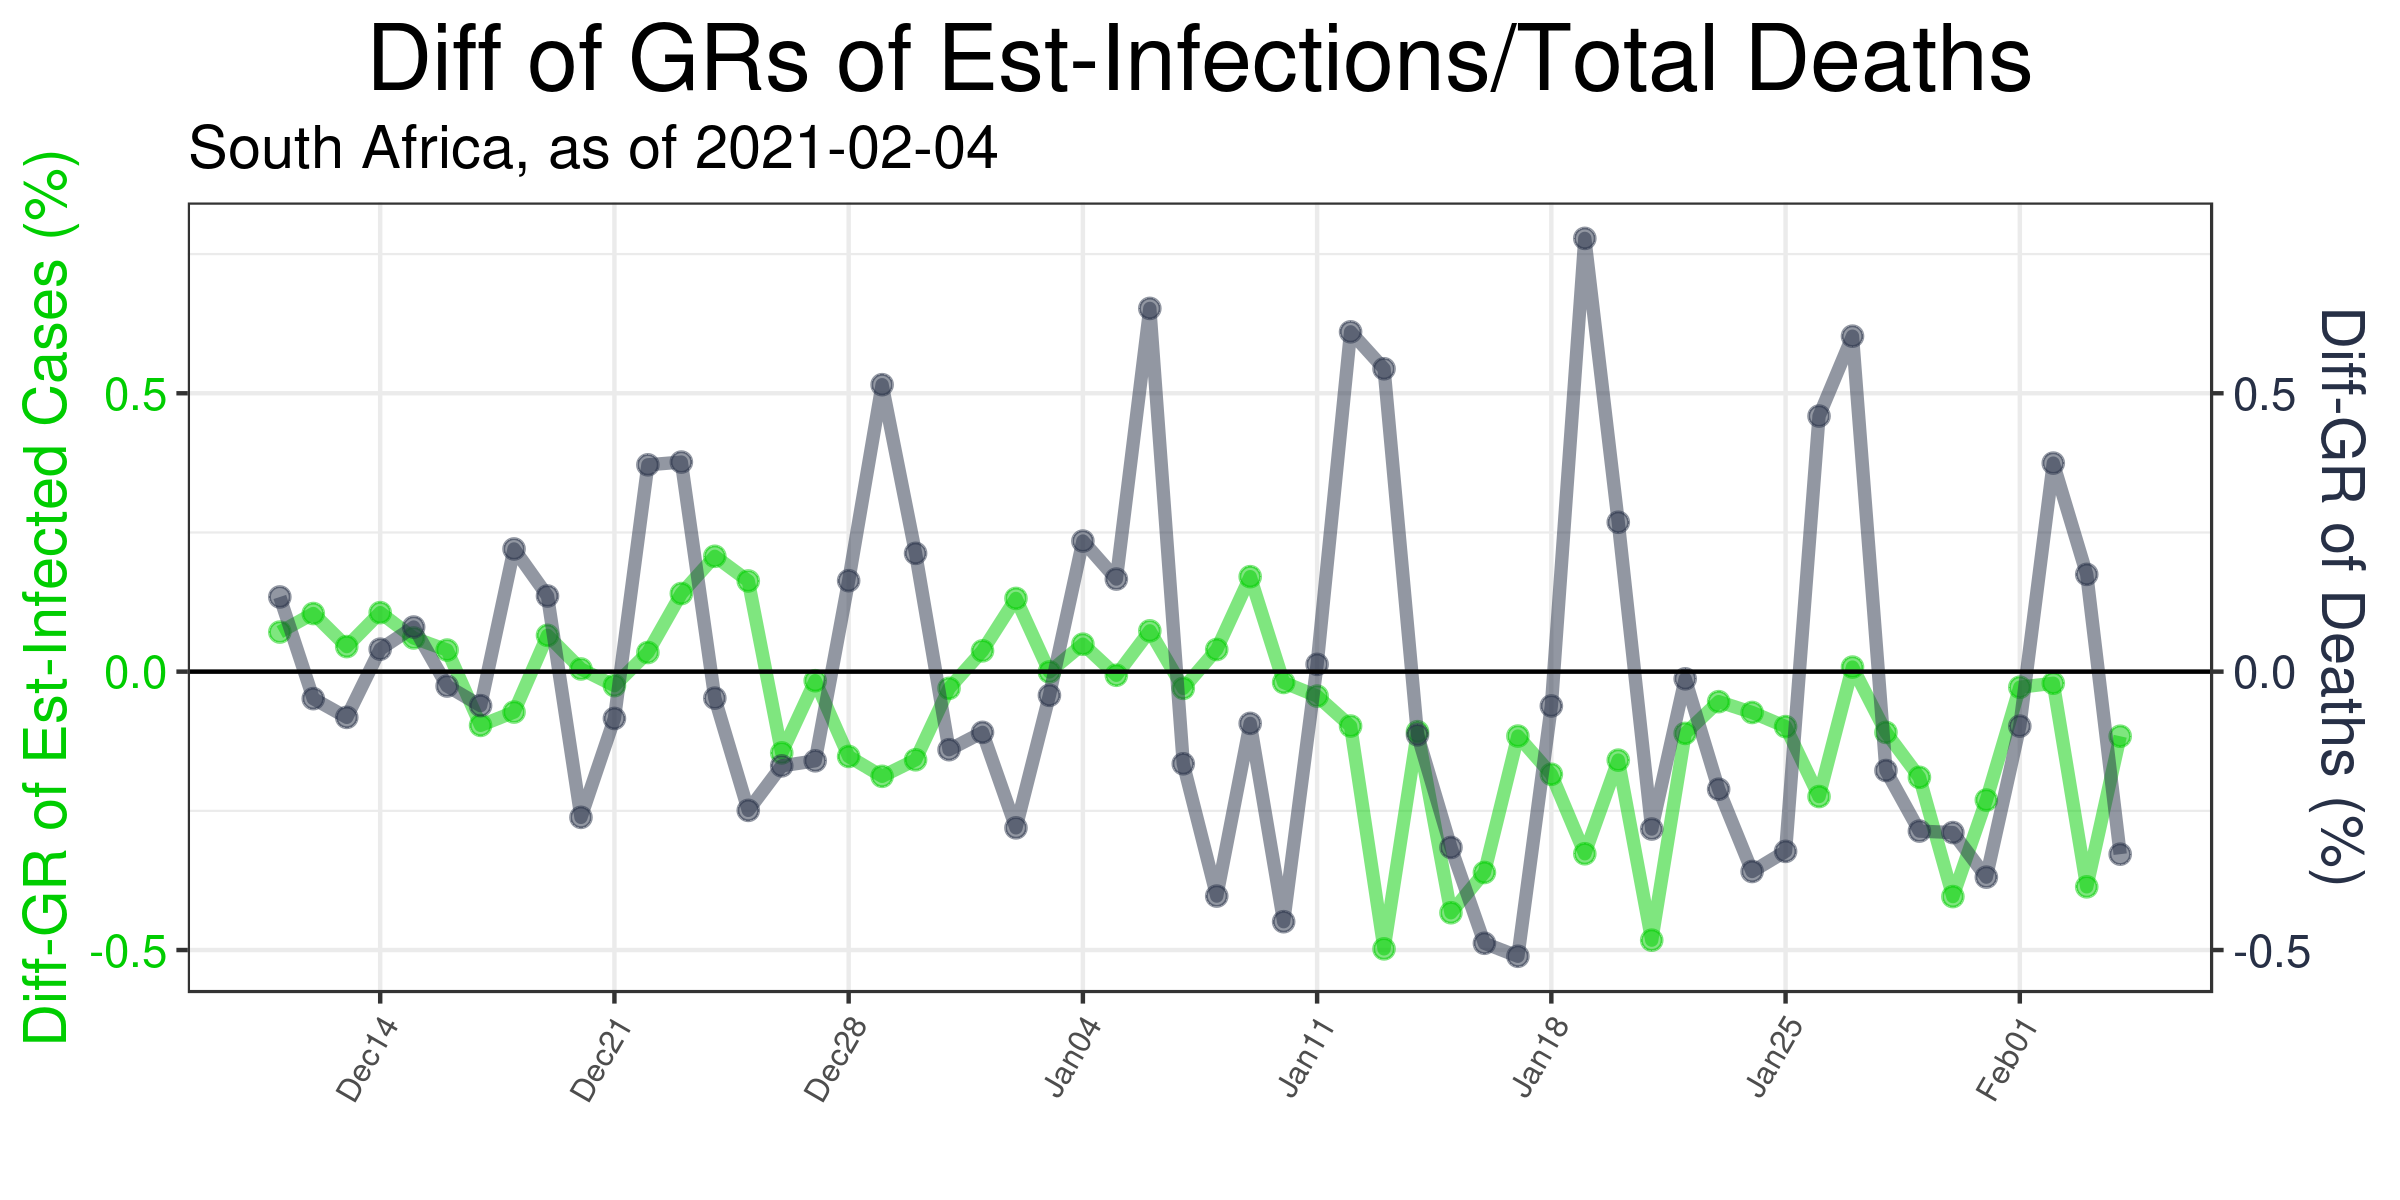 Diff of GRs of Est-Infections/Total Deaths
South Africa, as of 2021-02-04
Diff-GR of Est-Infected Cases (%)
0.5
0.0
-0.5
0.5
0.0
-0.5
Diff-GR of Deaths (%)
Dec14
Dec21
Dec28
Jan04
Jan11
Jan18
Jan25
Feb01